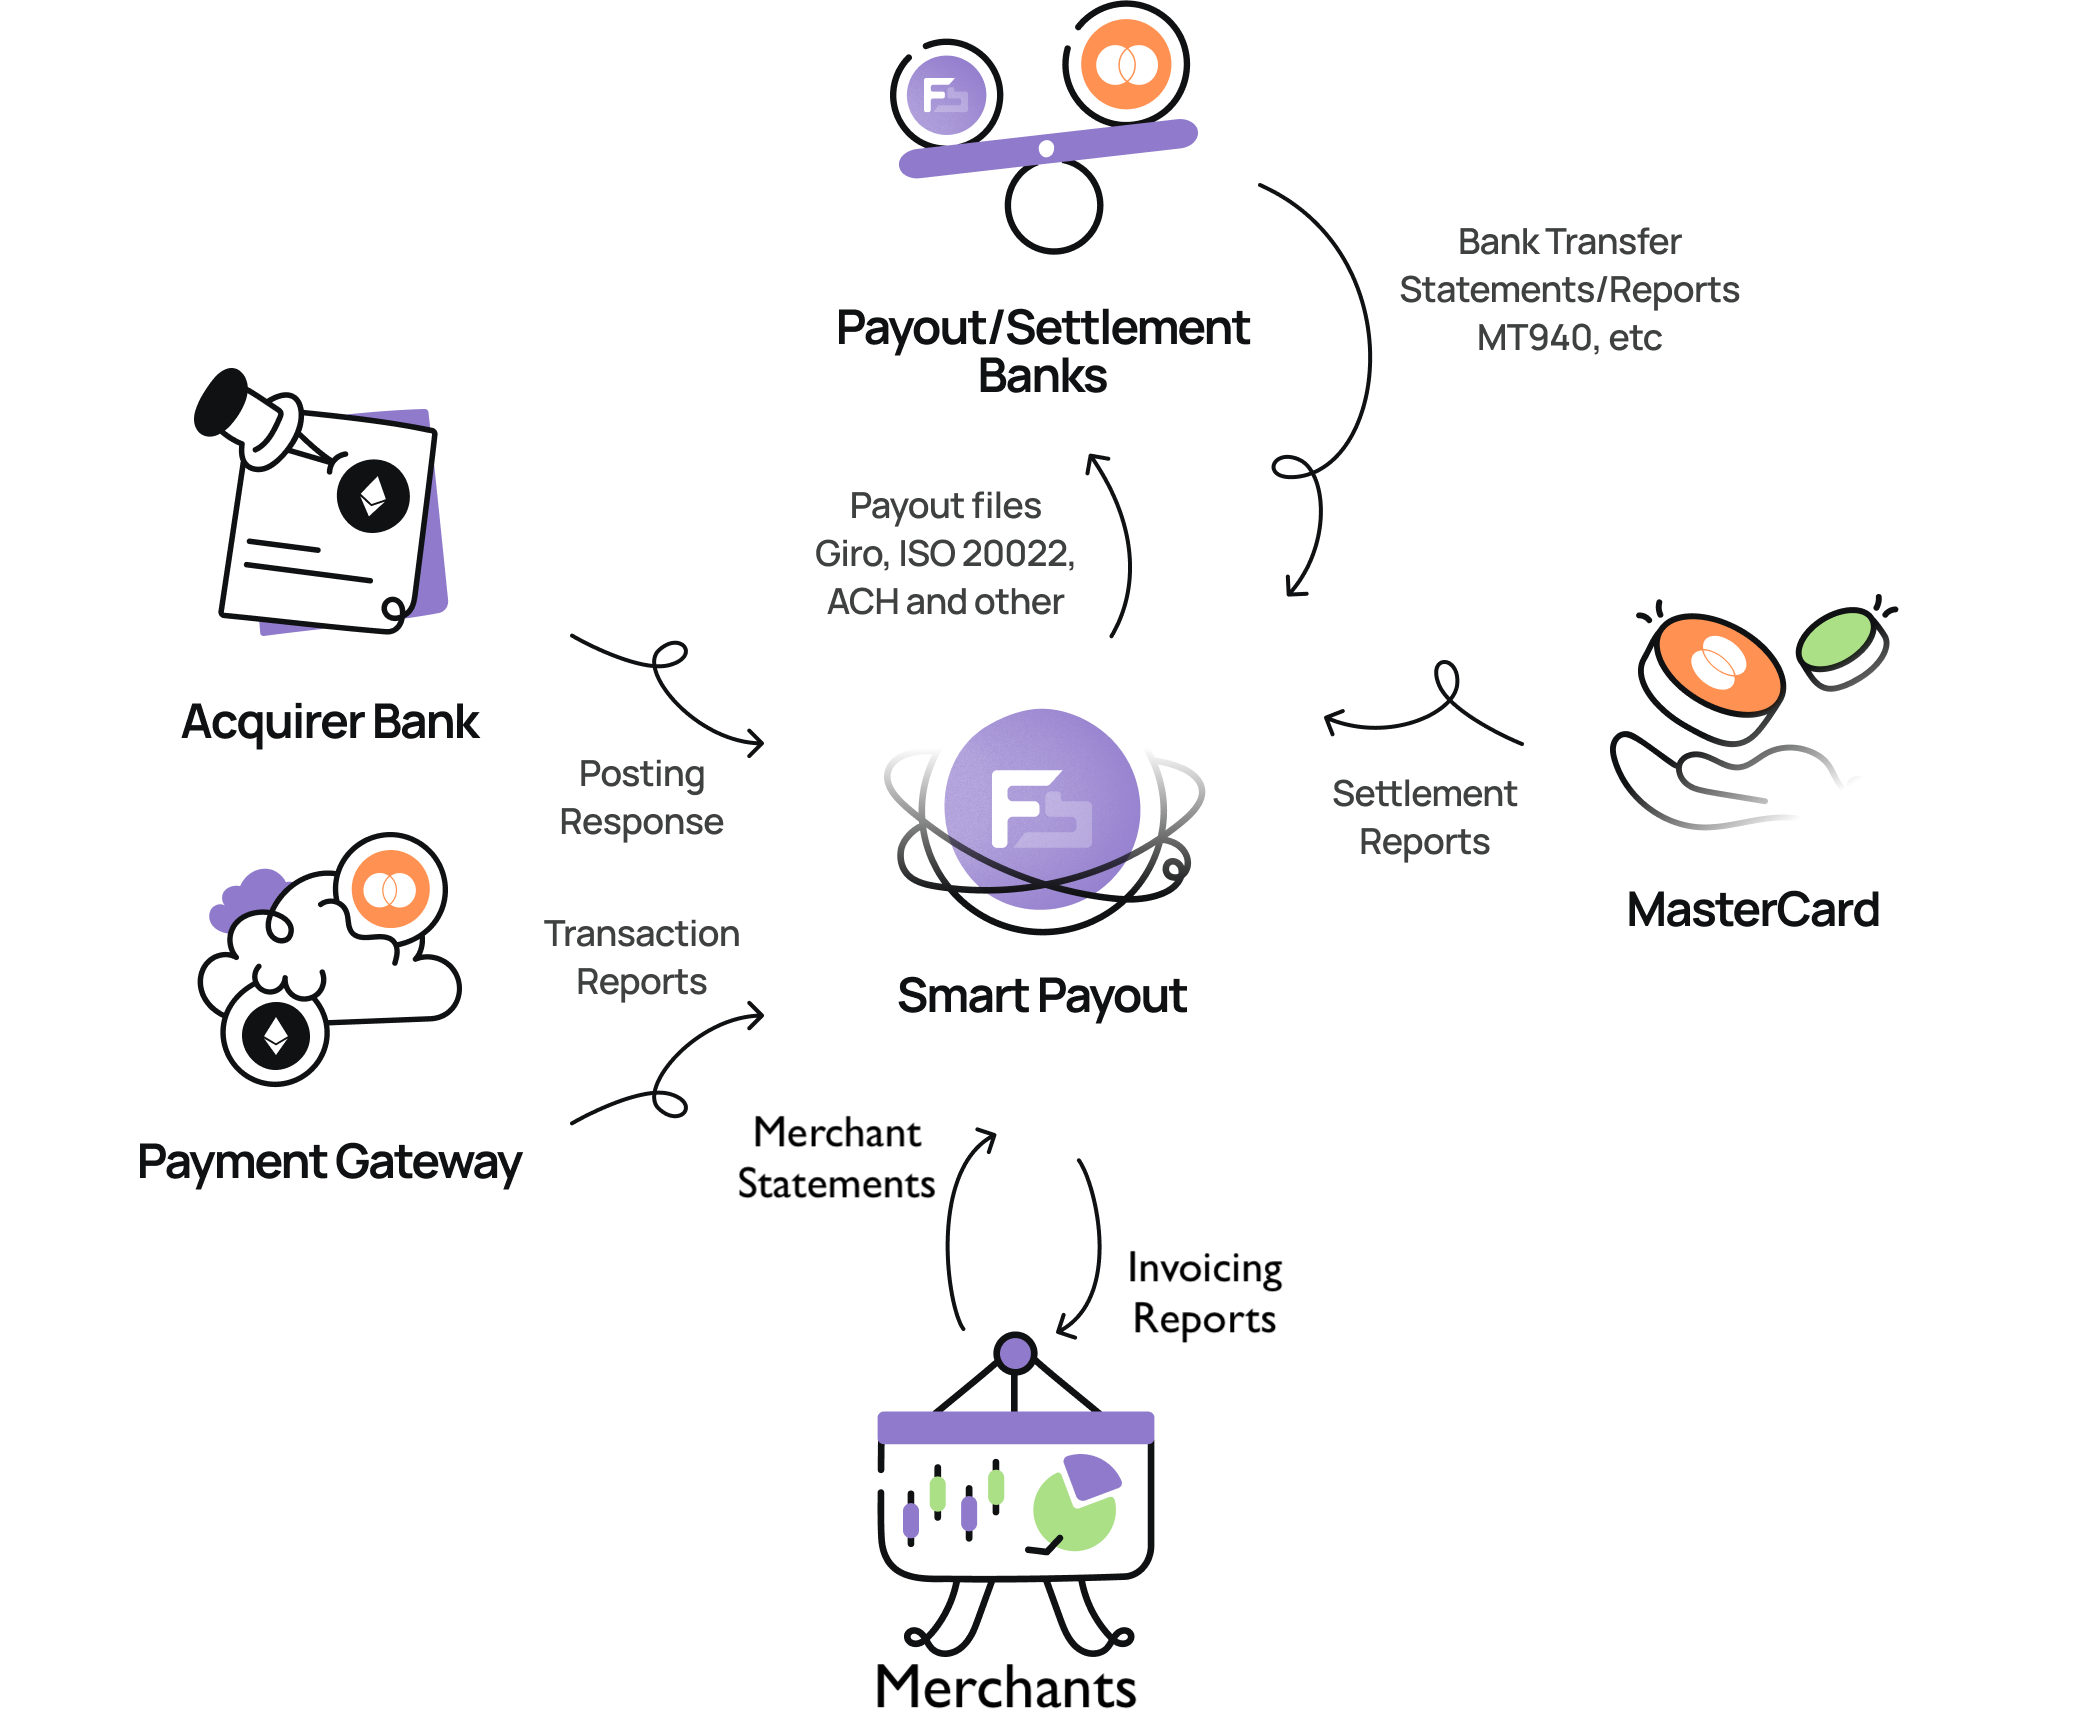 Bank Transfer
Statements/Reports
MT940, etc
Payout/Settlement
Banks
Payout files
Giro, ISO 20022,
ACH and other
Acquirer Bank
Posting
Response
Settlement
Reports
MasterCard
Transaction
Reports
Smart Payout
Payment Gateway
Merchant
Statements
Invoicing
Reports
Merchants